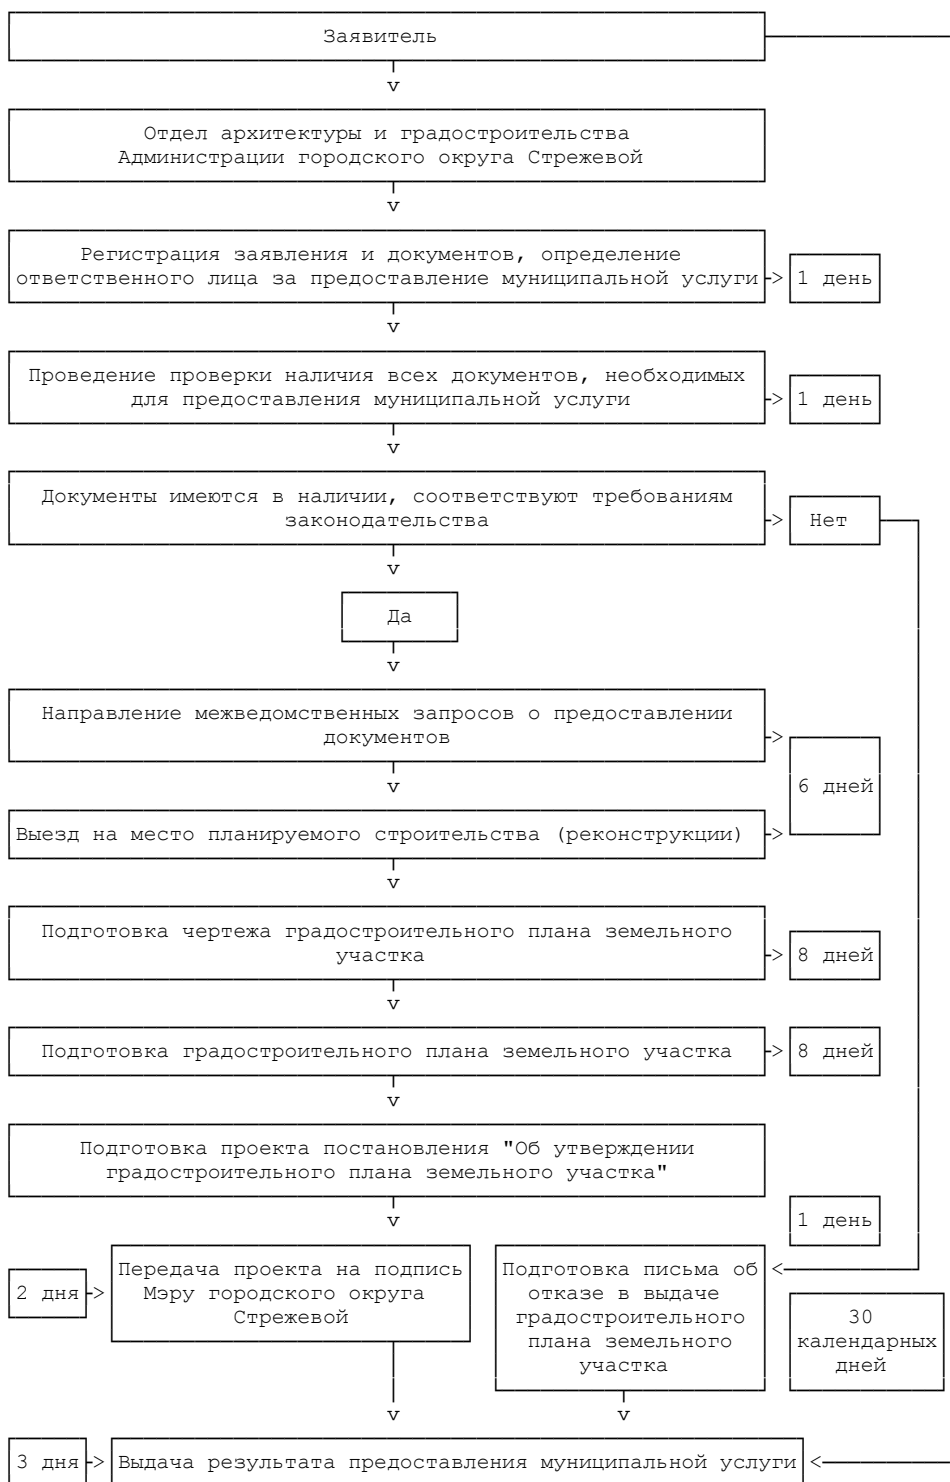 Заявитель
v
Отдел архитектуры и градостроительства
Администрации городского округа Стрежевой
v
Регистрация заявления и документов, определение
ответственного лица за предоставление муниципальной услуги
> 1 день
v
Проведение проверки наличия всех документов, необходимых
для предоставления муниципальной услуги
> 1 день
v
Документы имеются в наличии, соответствуют требованиям
законодательства
> Нет
v
Да
v
Направление межведомственных запросов о предоставлении
документов
>
v
6 дней
Выезд на место планируемого строительства (реконструкции)
>
v
Подготовка чертежа градостроительного плана земельного
участка
> 8 дней
v
Подготовка градостроительного плана земельного участка
> 8 дней
v
Подготовка проекта постановления "Об утверждении
градостроительного плана земельного участка"
v
1 день
2 дня >
Передача проекта на подпись
Мэру городского округа
Стрежевой
Подготовка письма об
отказе в выдаче
градостроительного
плана земельного
участка
<
30
календарных
дней
v
v
3 дня >
Выдача результата предоставления муниципальной услуги
<